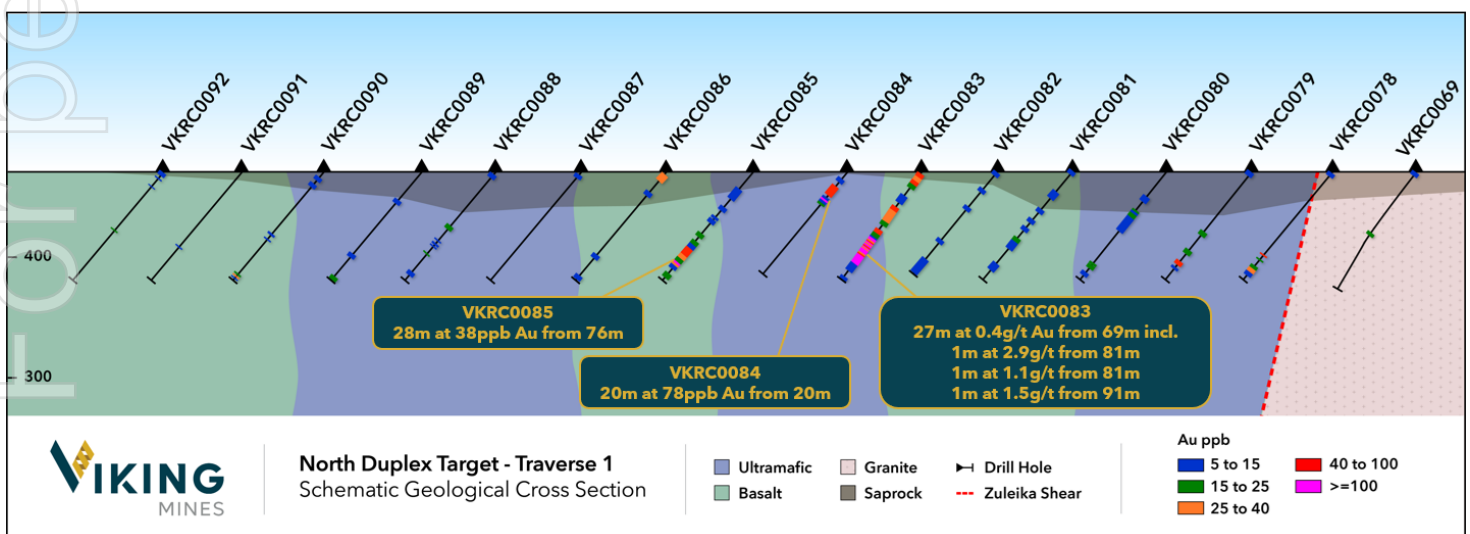 For pe
VKRC0092
VKRC0091
VKRC0090
VKRC0089
VKRC0088
VKRC0087
VKRC0086
VKRC0085
VKRC0084
VKRC0083
VKRC0082
VKRC0081
VKRC0080
VKRC0079
VKRC0078
VKRC0069
400
300
VKRC0085
28m at 38ppb Au from 76m
VKRC0084
20m at 78ppb Au from 20m
VKRC0083
27m at 0.4g/t Au from 69m incl.
1m at 2.9g/t from 81m
1m at 1.1g/t from 81m
1m at 1.5g/t from 91m
VIKING
MINES
North Duplex Target - Traverse 1
Schematic Geological Cross Section
Ultramafic
Basalt
Granite
Saprock
Drill Hole
Zuleika Shear
Au ppb
5 to 15
15 to 25
25 to 40
40 to 100
>=100